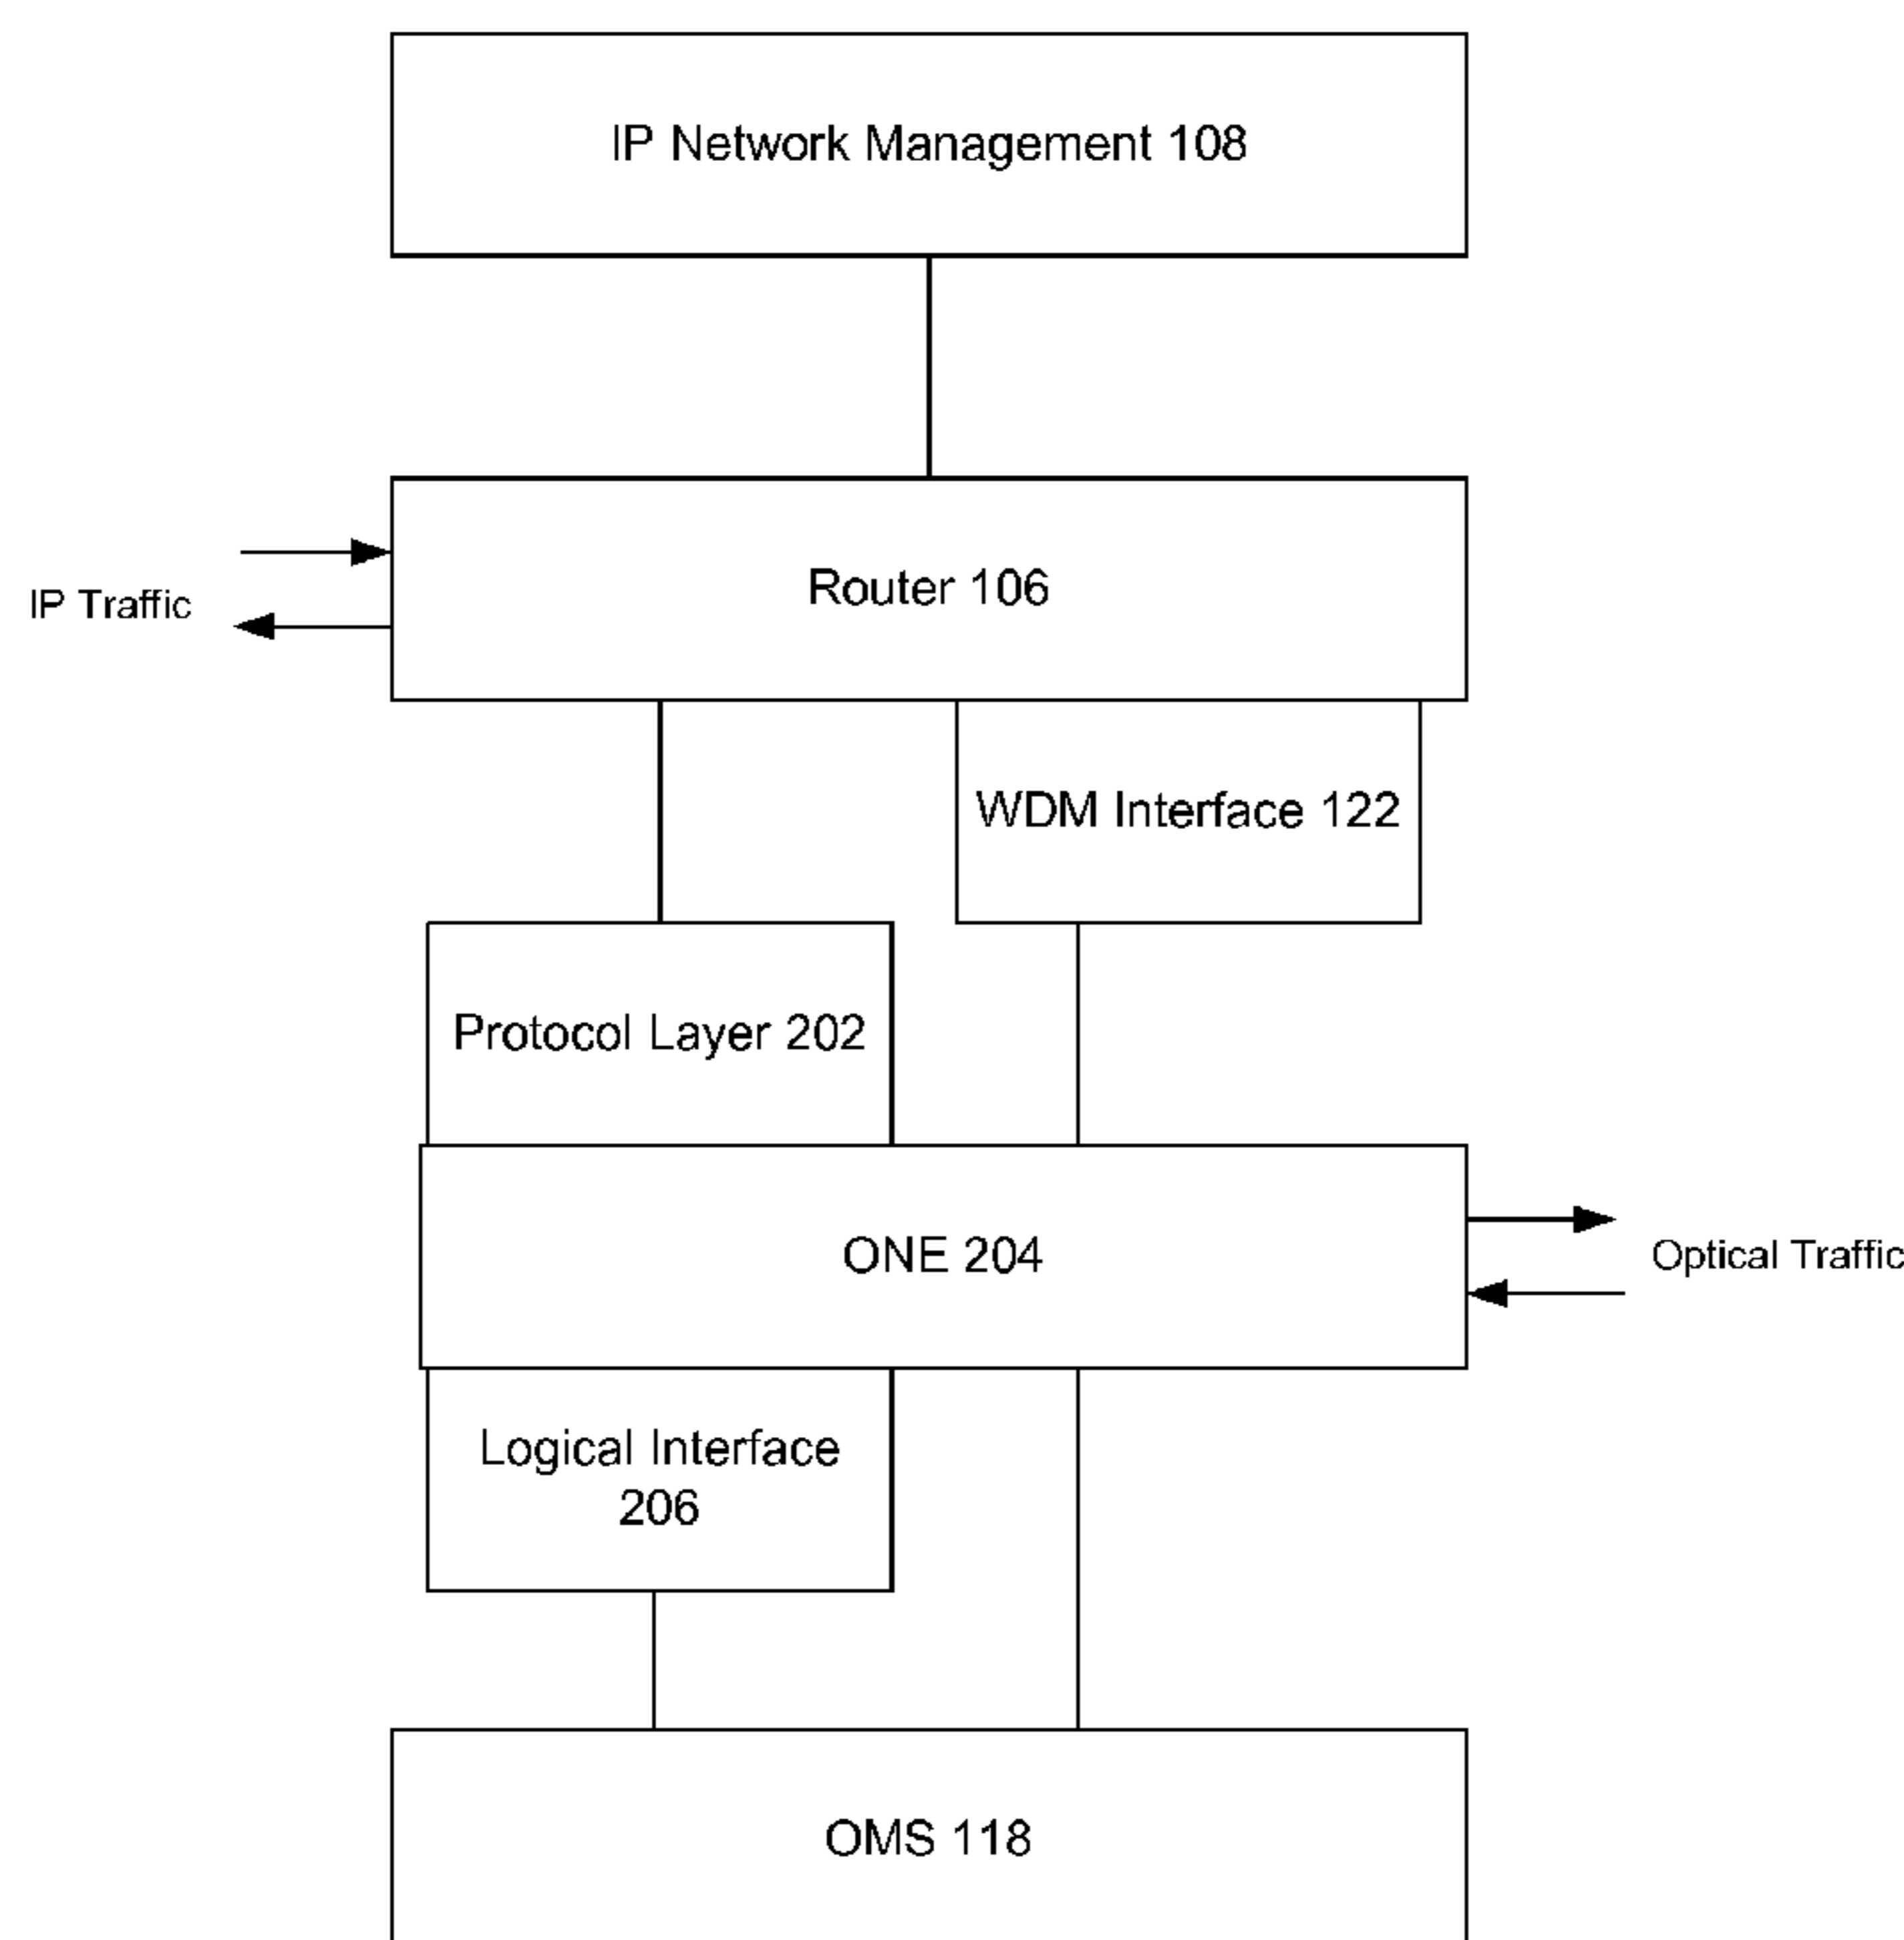 IP Network Management 108
Router 106
IP Traffic
WDM Interface 122
Protocol Layer 202
ONE 204
Optical Traffic
Logical Interface
206
OMS 118